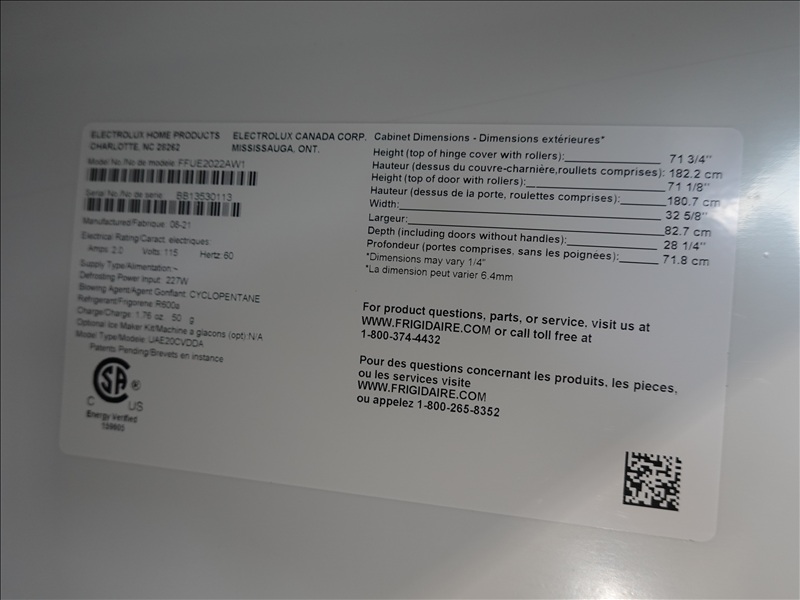 ELECTROLUX HOME PRODUCTS
CHARLOTTE, NC 28262
ELECTROLUX CANADA CORP.
MISSISSAUGA, ONT.
Model No./No de modele: FFUE2022AW1
Serial No./No de serie: BB13530113
Manufactured/Fabrique: 06-21
Electrical Rating/Caract. electriques:
Amps: 2.0 Volts: 115 Hertz: 60
Supply Type/Alimentation: ~
Defrosting Power Input: 227W
Blowing Agent/Agent Gonflant: CYCLOPENTANE
Refrigerant/Frigorene: R600a
Charge/Charge: 1.76 oz 50 g
Optional Ice Maker Kit/Machine a glacons (opt): N/A
Model Type/Modele: UAE20CVDDA
Patents Pending/Brevets en instance
CSA ®
C US
Energy Verified
Cabinet Dimensions - Dimensions extérieures*
Height (top of hinge cover with rollers): 71 3/4"
Hauteur (dessus du couvre-charnière,roullets comprises): 182.2 cm
Height (top of door with rollers): 71 1/8"
Hauteur (dessus de la porte, roulettes comprises): 180.7 cm
Width: 32 5/8"
Largeur: 82.7 cm
Depth (including doors without handles): 28 1/4"
Profondeur (portes comprises, sans les poignées): 71.8 cm
*Dimensions may vary 1/4"
*La dimension peut varier 6.4mm
For product questions, parts, or service, visit us at
WWW.FRIGIDAIRE.COM or call toll free at
1-800-374-4432
Pour des questions concernant les produits, les pieces,
ou les services visite
WWW.FRIGIDAIRE.COM
ou appelez 1-800-265-8352